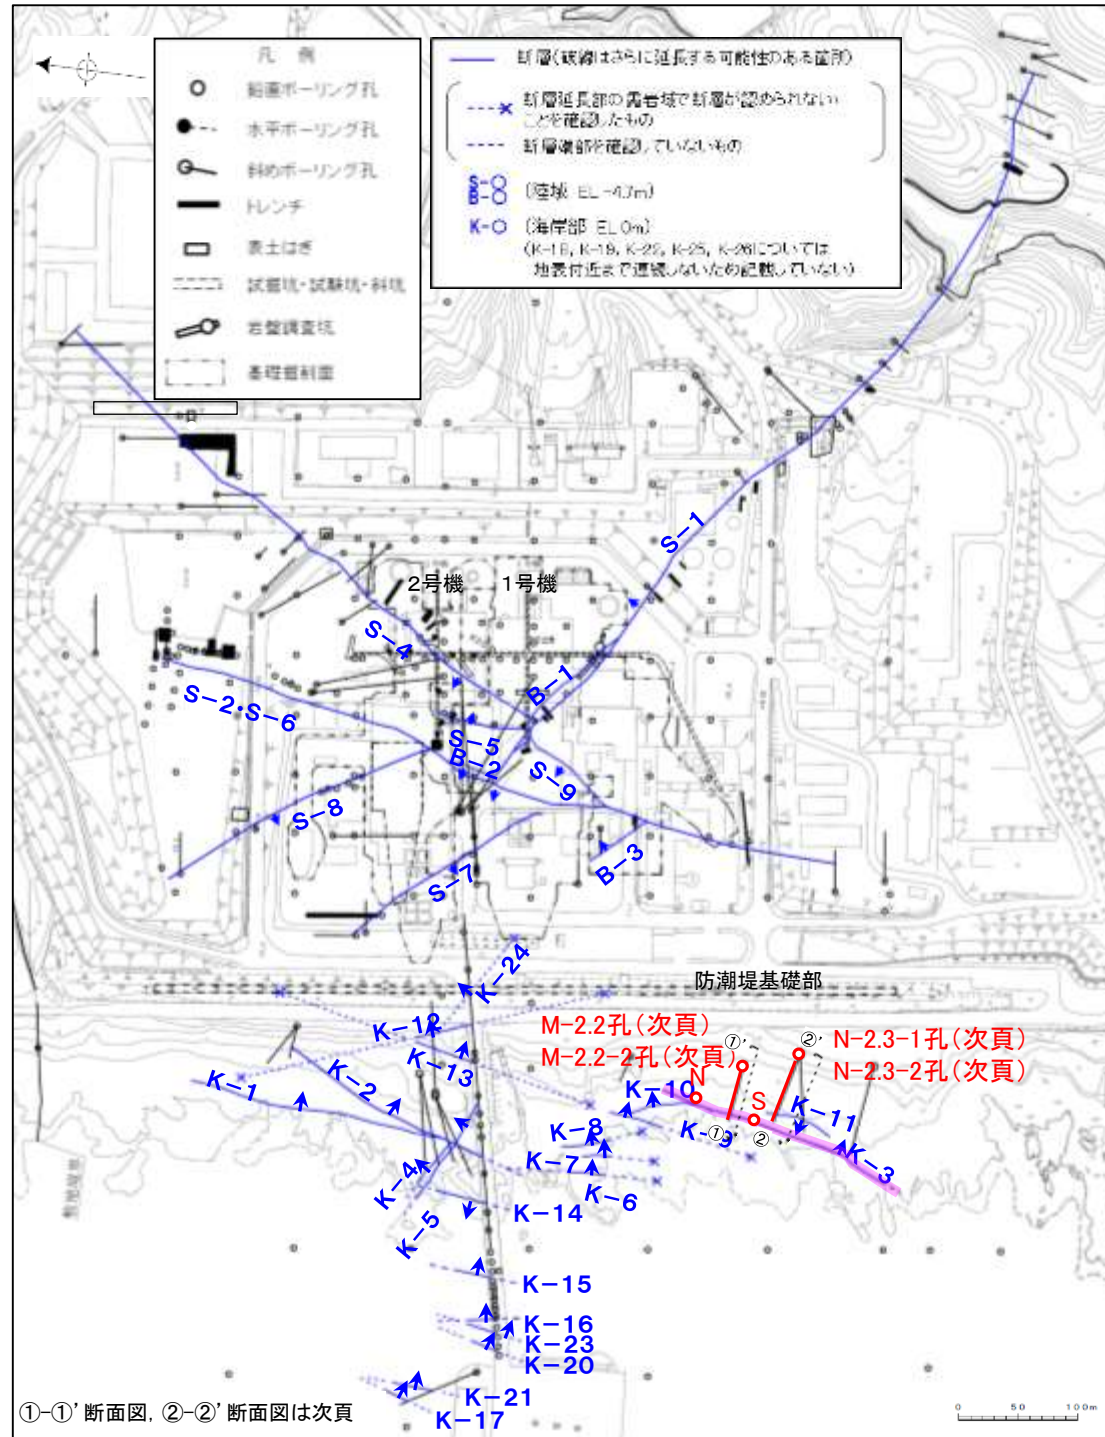 凡 例
鉛直ボーリング孔
水平ボーリング孔
斜めボーリング孔
トレンチ
表土はぎ
試掘坑・試験坑・斜坑
岩盤調査坑
基礎掘削面
断層(破線はさらに延長する可能性のある箇所)
断層延長部の露岩域で断層が認められない
ことを確認したもの
断層端部を確認していないもの
S-○
B-○
(陸域 EL -4.7m)
K-○ (海岸部 EL 0m)
(K-18, K-19, K-22, K-25, K-26については
地表付近まで連続しないため記載していない)
S-1
2号機
1号機
S-4
B-1
S-2・S-6
S-5
B-2
S-9
S-8
B-3
S-7
K-24
防潮堤基礎部
K-12
M-2.2孔(次頁)
①'
②'
N-2.3-1孔(次頁)
K-13
M-2.2-2孔(次頁)
N-2.3-2孔(次頁)
K-1
K-2
K-10
N
S
K-11
K-8
K-9
①
②
K-7
K-3
K-4
K-6
K-5
K-14
敷地境界
K-15
K-16
K-23
K-20
K-21
K-17
①-①' 断面図, ②-②' 断面図は次頁
0 50 100m